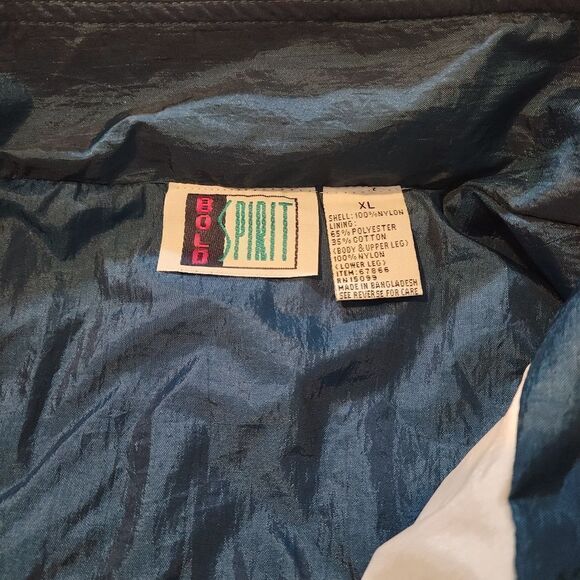 BOLD
SPIRIT
XL
SHELL: 100% NYLON
LINING:
65% POLYESTER
35% COTTON
(BODY & UPPER LEG)
100% NYLON
(LOWER LEG)
ITEM: 67866
RN15099
MADE IN BANGLADESH
SEE REVERSE FOR CARE